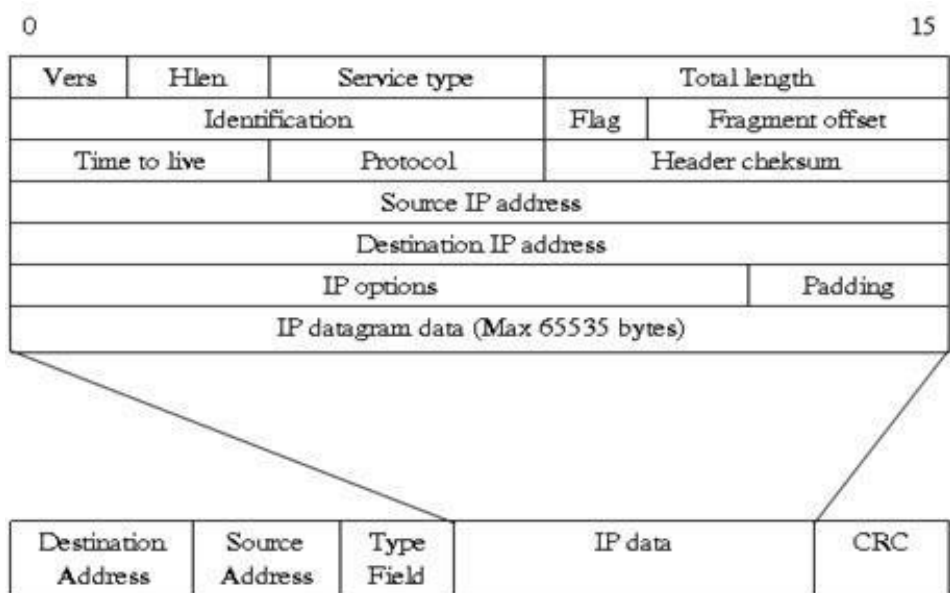 0 15
Vers Hlen Service type Total length
Identification Flag Fragment offset
Time to live Protocol Header cheksum
Source IP address
Destination IP address
IP options Padding
IP datagram data (Max 65535 bytes)
Destination Address Source Address Type Field IP data CRC